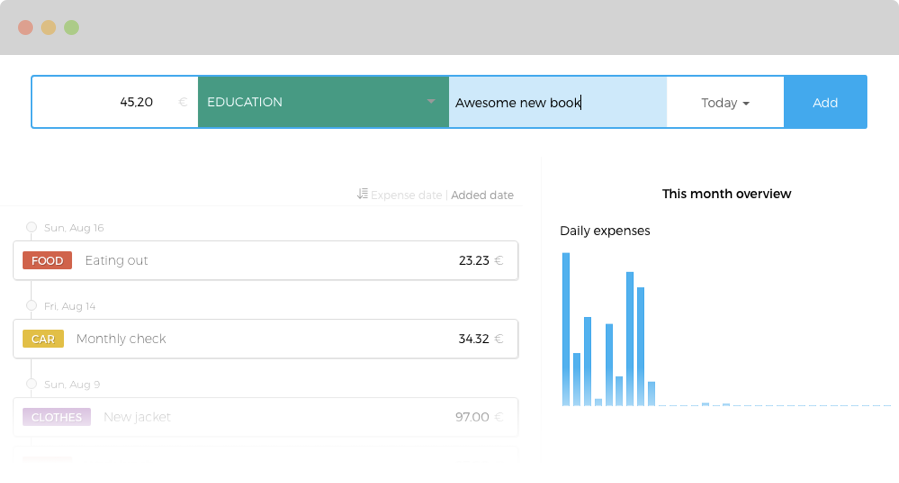 45,20 € EDUCATION Awesome new book Today Add
Expense date | Added date
Sun. Aug 16
FOOD Eating out 23.23 €
Fri. Aug 14
CAR Monthly check 34.32 €
Sun. Aug 9
CLOTHES New jacket 97.00 €
This month overview
Daily expenses